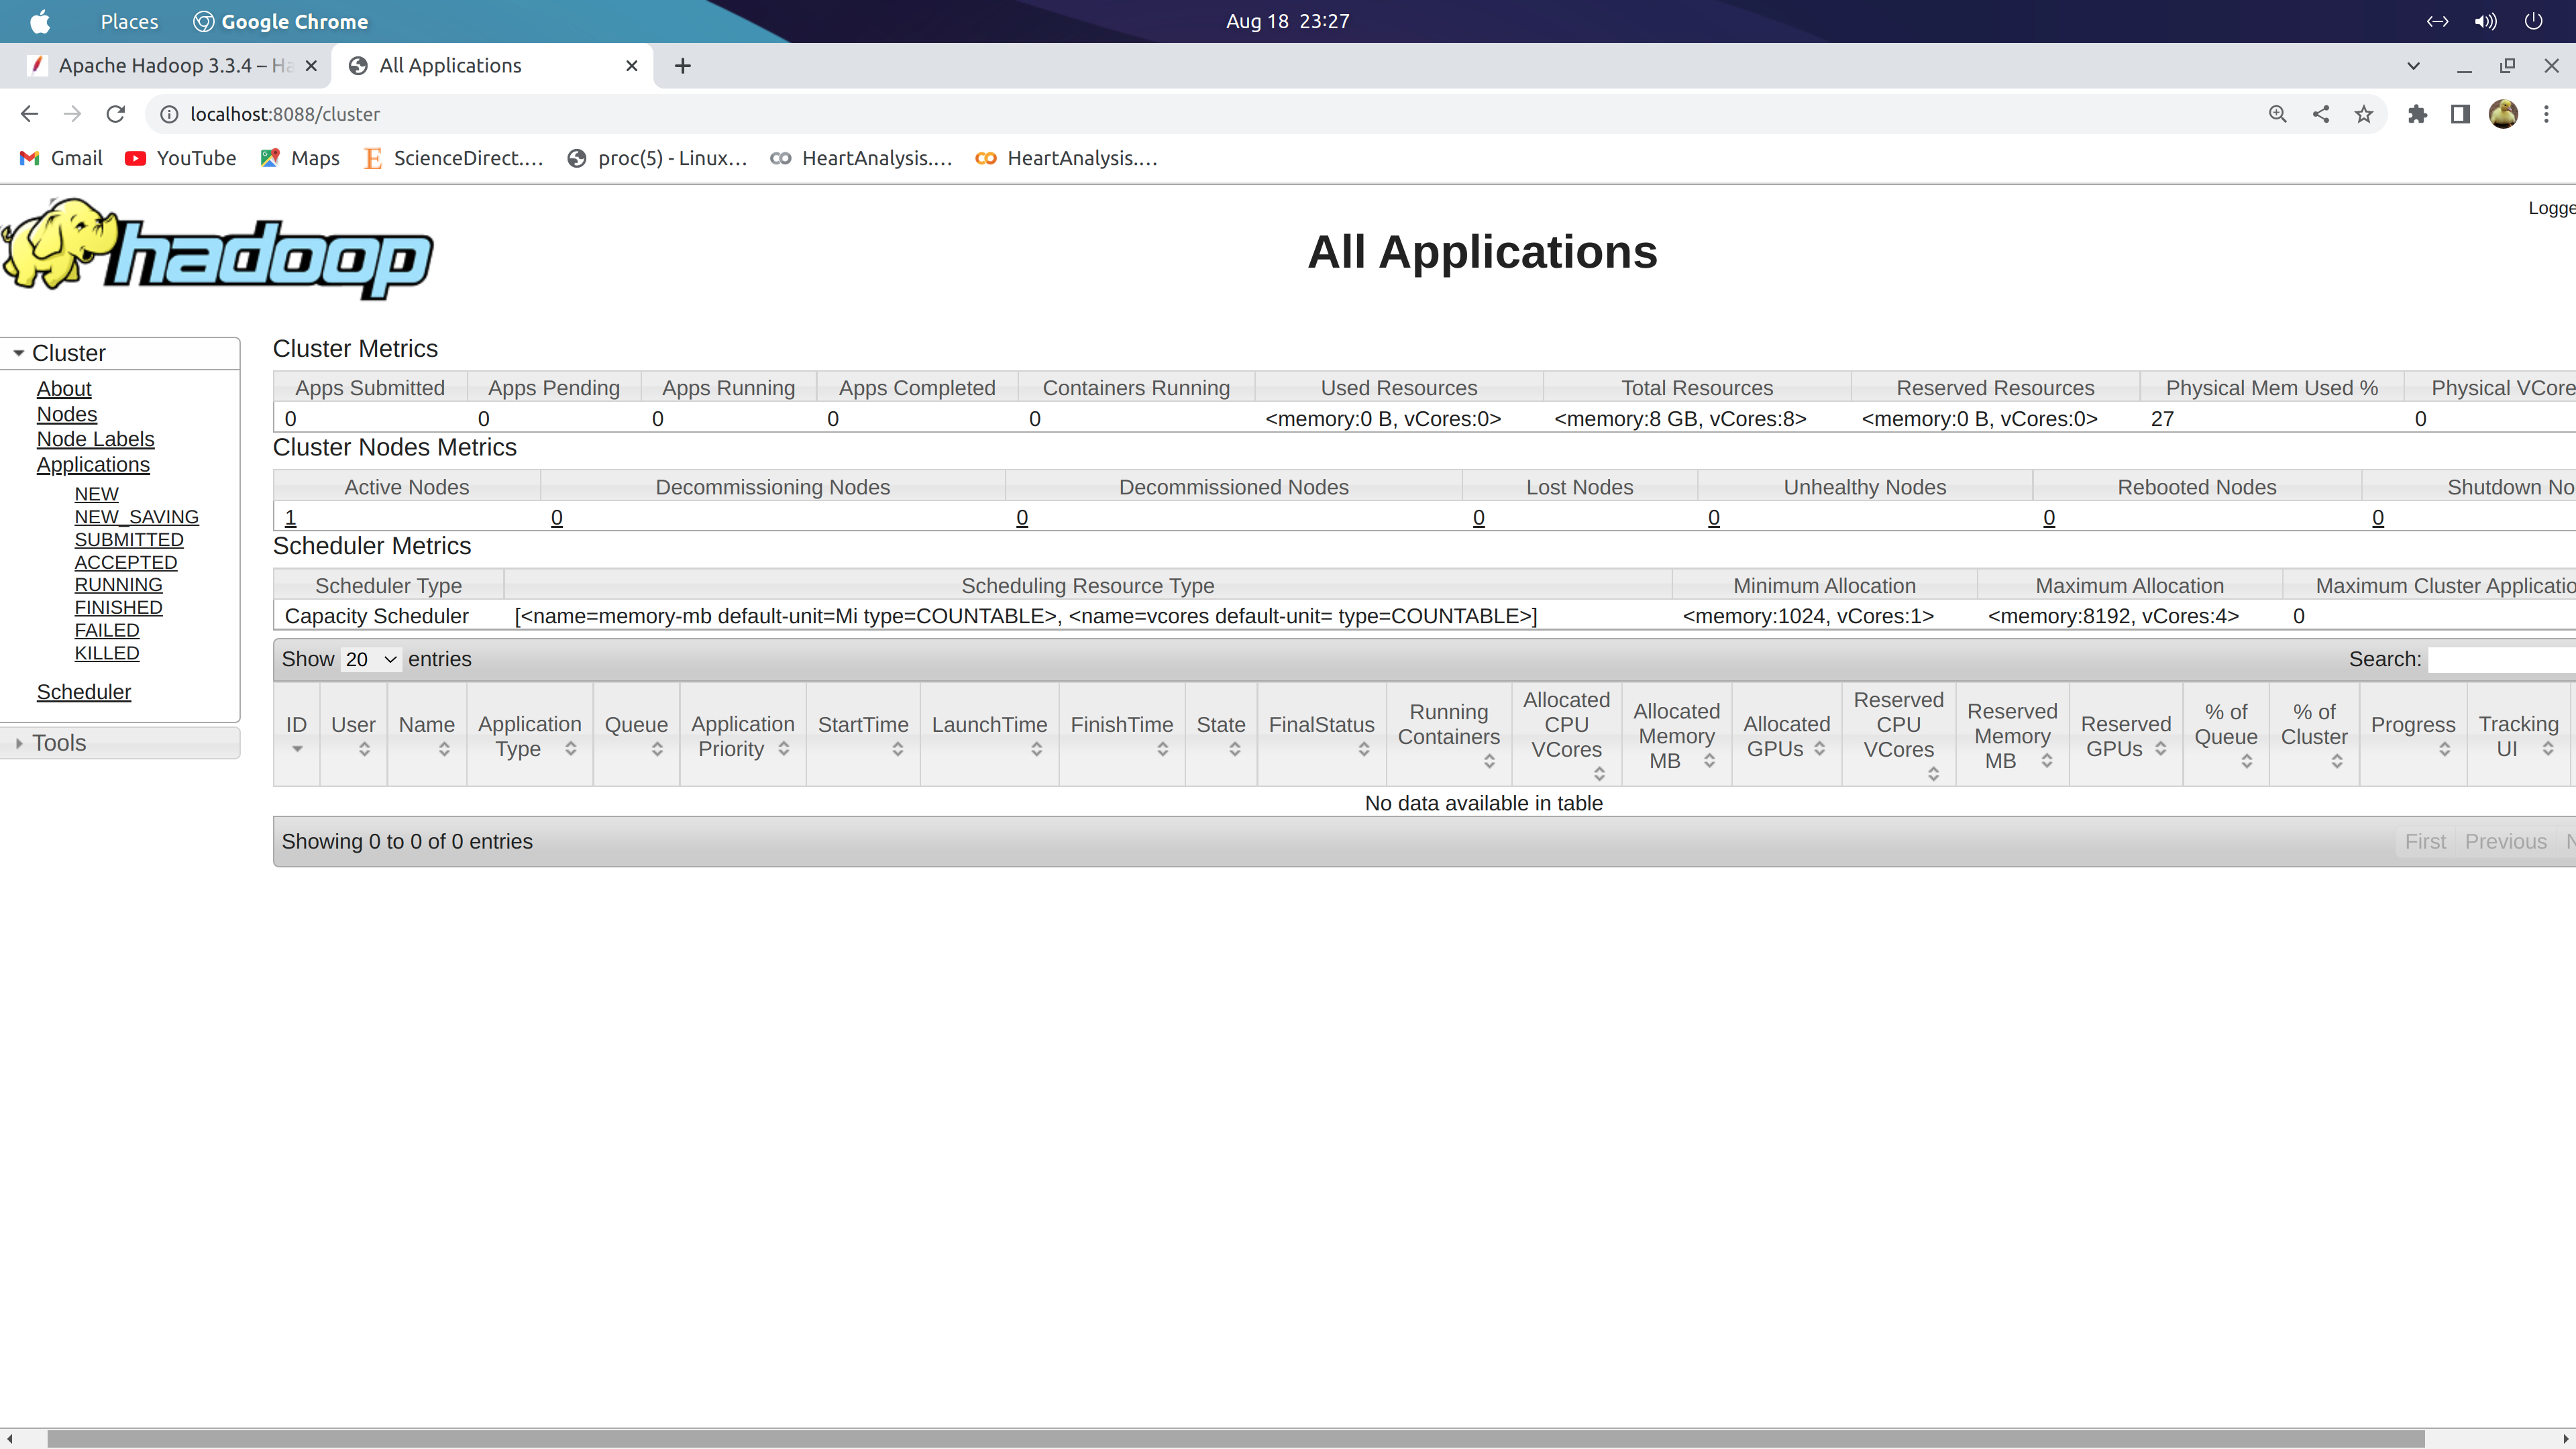 Places Google Chrome Aug 18 23:27
Apache Hadoop 3.3.4 – Ha All Applications
localhost:8088/cluster
Gmail YouTube Maps ScienceDirect.... proc(5) - Linux... HeartAnalysis.... HeartAnalysis....
hadoop
Logge
All Applications
Cluster
About
Nodes
Node Labels
Applications
NEW
NEW_SAVING
SUBMITTED
ACCEPTED
RUNNING
FINISHED
FAILED
KILLED
Scheduler
Tools
Cluster Metrics
Apps Submitted Apps Pending Apps Running Apps Completed Containers Running Used Resources Total Resources Reserved Resources Physical Mem Used % Physical VCore
0 0 0 0 0 <memory:0 B, vCores:0> <memory:8 GB, vCores:8> <memory:0 B, vCores:0> 27 0
Cluster Nodes Metrics
Active Nodes Decommissioning Nodes Decommissioned Nodes Lost Nodes Unhealthy Nodes Rebooted Nodes Shutdown No
1 0 0 0 0 0 0
Scheduler Metrics
Scheduler Type Scheduling Resource Type Minimum Allocation Maximum Allocation Maximum Cluster Applicatio
Capacity Scheduler [<name=memory-mb default-unit=Mi type=COUNTABLE>, <name=vcores default-unit= type=COUNTABLE>] <memory:1024, vCores:1> <memory:8192, vCores:4> 0
Show 20 entries Search:
ID User Name Application Type Queue Application Priority StartTime LaunchTime FinishTime State FinalStatus Running Containers Allocated CPU VCores Allocated Memory MB Allocated GPUs Reserved CPU VCores Reserved Memory MB Reserved GPUs % of Queue % of Cluster Progress Tracking UI
No data available in table
Showing 0 to 0 of 0 entries First Previous N